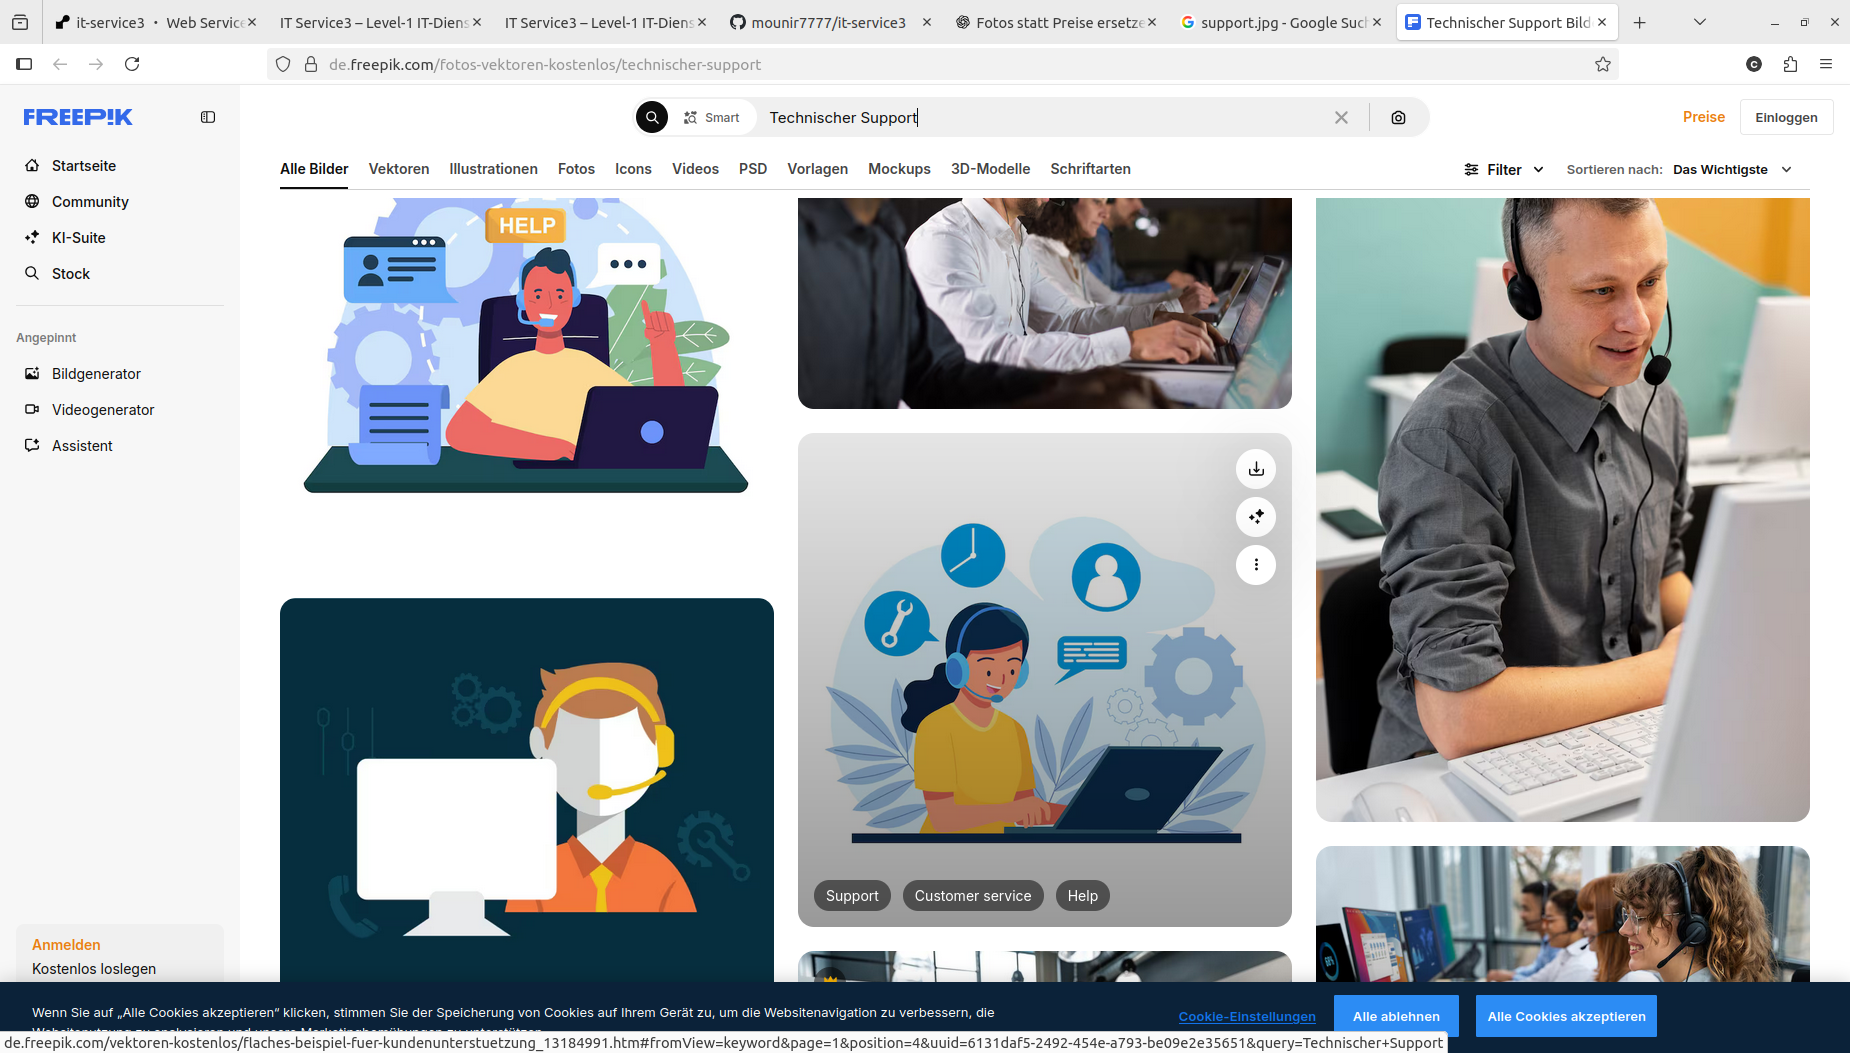 it-service3 · Web Service
IT Service3 – Level-1 IT-Diens
IT Service3 – Level-1 IT-Diens
mounir7777/it-service3
Fotos statt Preise ersetze
support.jpg - Google Such
Technischer Support Bild
de.freepik.com/fotos-vektoren-kostenlos/technischer-support
FREEPIK
Smart
Technischer Support
Preise
Einloggen
Startseite
Community
KI-Suite
Stock
Angepinnt
Bildgenerator
Videogenerator
Assistent
Anmelden
Kostenlos loslegen
Alle Bilder
Vektoren
Illustrationen
Fotos
Icons
Videos
PSD
Vorlagen
Mockups
3D-Modelle
Schriftarten
Filter
Sortieren nach: Das Wichtigste
HELP
Support
Customer service
Help
Wenn Sie auf „Alle Cookies akzeptieren“ klicken, stimmen Sie der Speicherung von Cookies auf Ihrem Gerät zu, um die Websitenavigation zu verbessern, die
Cookie-Einstellungen
Alle ablehnen
Alle Cookies akzeptieren
de.freepik.com/vektoren-kostenlos/flaches-beispiel-fuer-kundenunterstuetzung_13184991.htm#fromView=keyword&page=1&position=4&uuid=6131daf5-2492-454e-a793-be09e2e35651&query=Technischer+Support